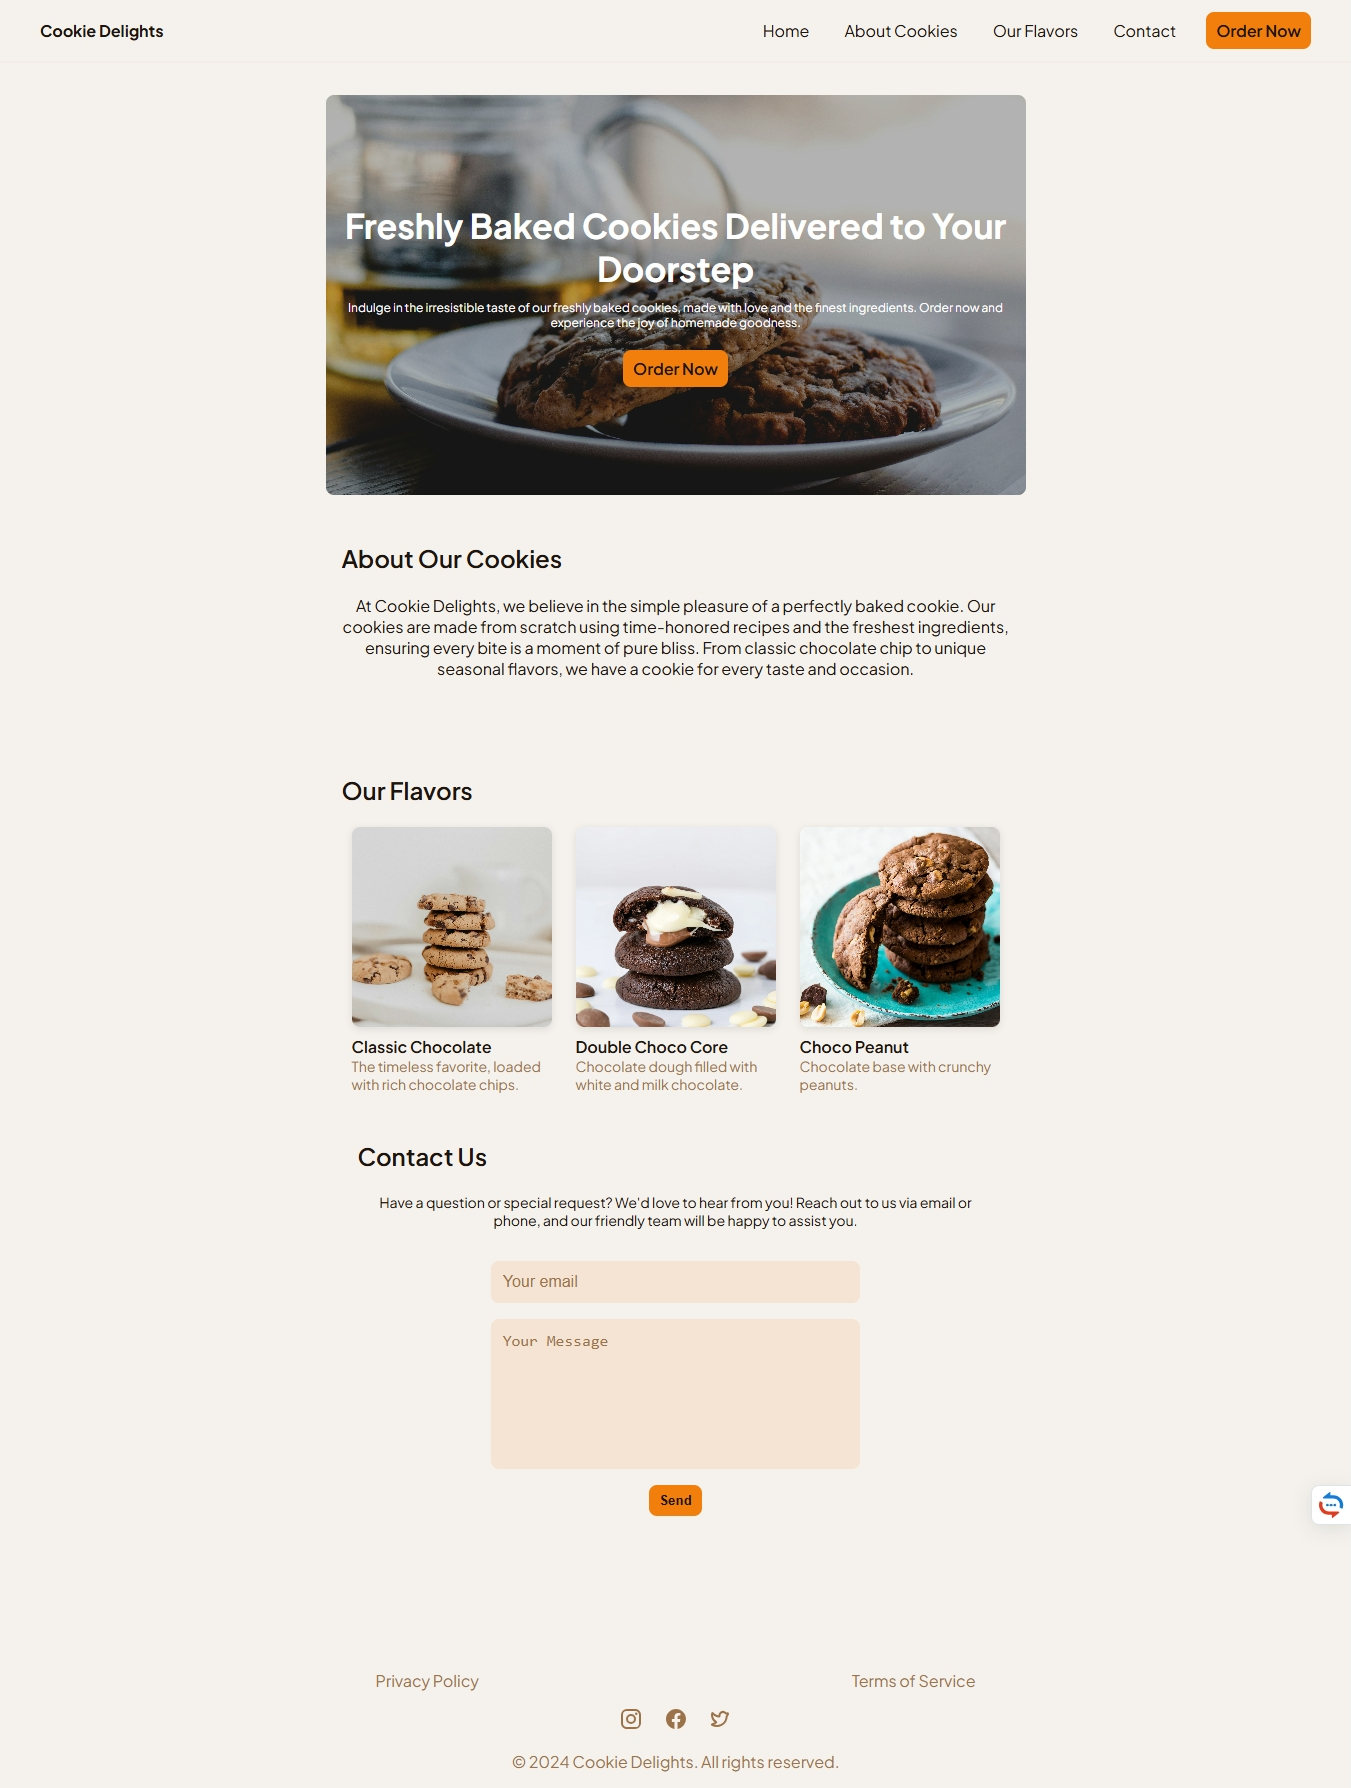 Cookie Delights
Home
About Cookies
Our Flavors
Contact
Order Now
Freshly Baked Cookies Delivered to Your
Doorstep
Indulge in the irresistible taste of our freshly baked cookies, made with love and the finest ingredients. Order now and
experience the joy of homemade goodness.
Order Now
About Our Cookies
At Cookie Delights, we believe in the simple pleasure of a perfectly baked cookie. Our
cookies are made from scratch using time-honored recipes and the freshest ingredients,
ensuring every bite is a moment of pure bliss. From classic chocolate chip to unique
seasonal flavors, we have a cookie for every taste and occasion.
Our Flavors
Classic Chocolate
The timeless favorite, loaded
with rich chocolate chips.
Double Choco Core
Chocolate dough filled with
white and milk chocolate.
Choco Peanut
Chocolate base with crunchy
peanuts.
Contact Us
Have a question or special request? We'd love to hear from you! Reach out to us via email or
phone, and our friendly team will be happy to assist you.
Your email
Your Message
Send
Privacy Policy
Terms of Service
© 2024 Cookie Delights. All rights reserved.